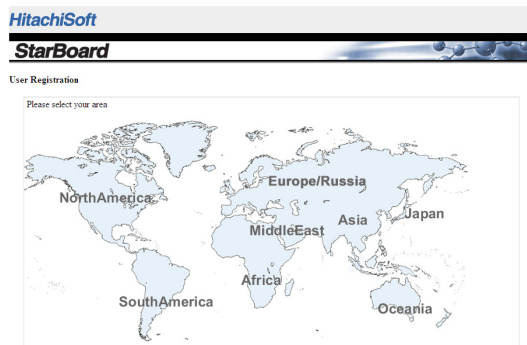 HitachiSoft
StarBoard
User Registration
Please select your area
Europe/Russia
NorthAmerica
Japan
Asia
MiddleEast
Africa
SouthAmerica
Oceania